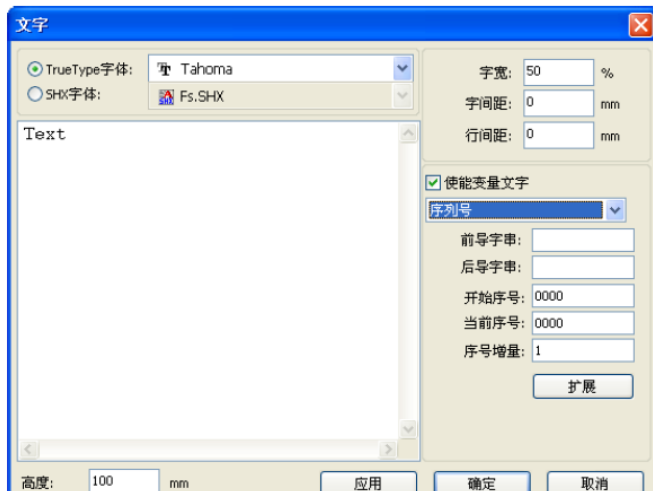 文字
TrueType字体: Tahoma
SHX字体: Fs.SHX
Text
字宽: 50 %
字间距: 0 mm
行间距: 0 mm
使能变量文字
序列号
前导字串:
后导字串:
开始序号: 0000
当前序号: 0000
序号增量: 1
扩展
高度: 100 mm
应用 确定 取消